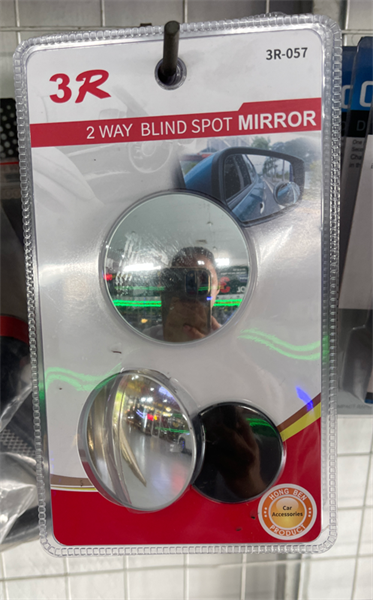 3R-057
3R
2 WAY BLIND SPOT MIRROR
HONG BEN
Car
Accessories
PRODUCT